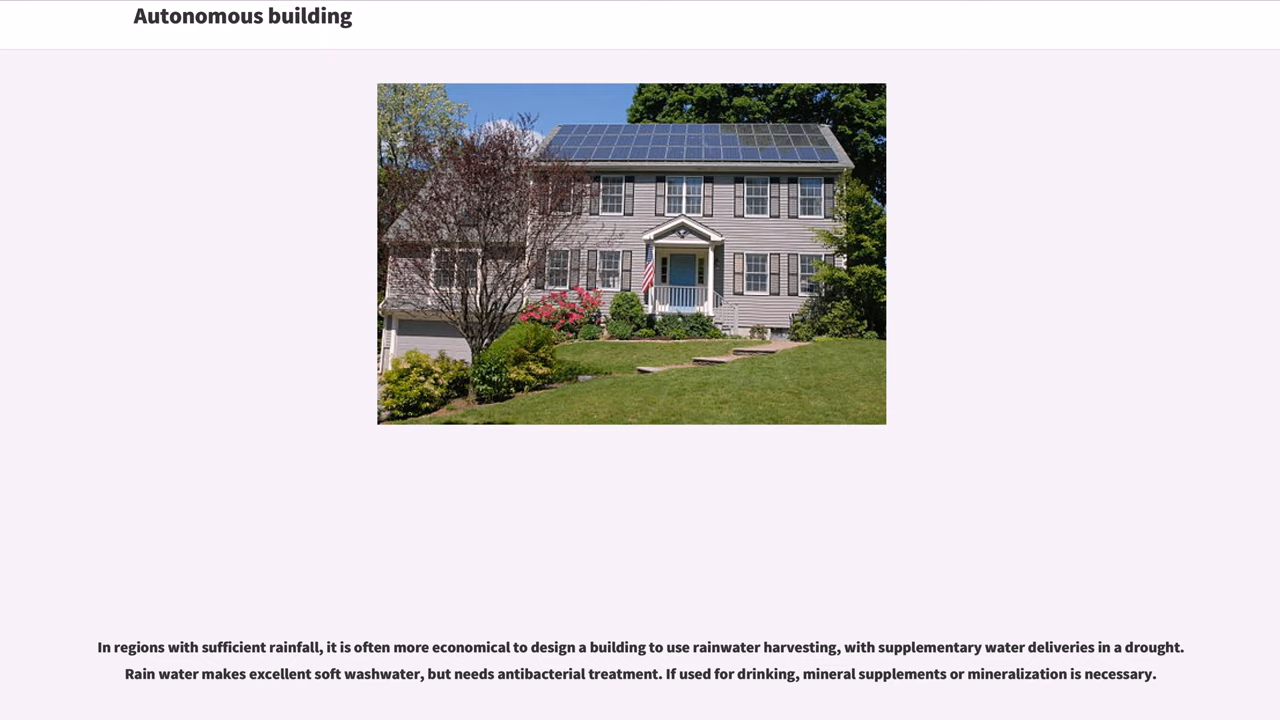 Autonomous building
In regions with sufficient rainfall, it is often more economical to design a building to use rainwater harvesting, with supplementary water deliveries in a drought.
Rain water makes excellent soft washwater, but needs antibacterial treatment. If used for drinking, mineral supplements or mineralization is necessary.